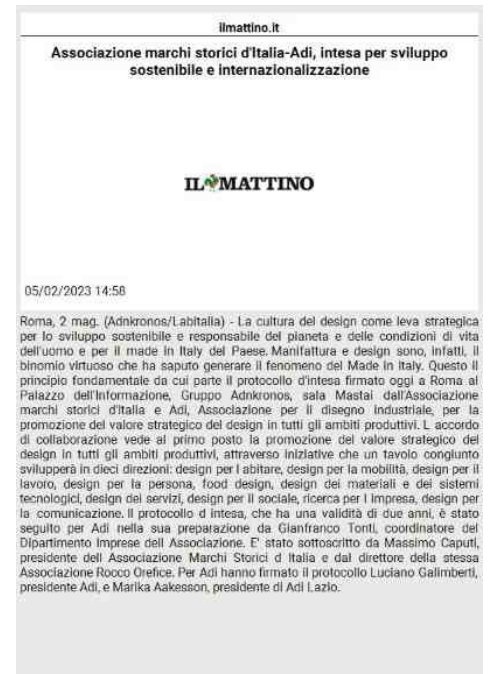 ilmattino.it
Associazione marchi storici d'Italia-Adi, intesa per sviluppo
sostenibile e internazionalizzazione
IL MATTINO
05/02/2023 14:58
Roma, 2 mag. (Adnkronos/Labitalia) - La cultura del design come leva strategica
per lo sviluppo sostenibile e responsabile del pianeta e delle condizioni di vita
dell'uomo e per il made in Italy del Paese. Manifattura e design sono, infatti, il
binomio virtuoso che ha saputo generare il fenomeno del Made in Italy. Questo il
principio fondamentale da cui parte il protocollo d'intesa firmato oggi a Roma al
Palazzo dell'Informazione, Gruppo Adnkronos, sala Mastai dall'Associazione
marchi storici d'Italia e Adi, Associazione per il disegno industriale, per la
promozione del valore strategico del design in tutti gli ambiti produttivi. L accordo
di collaborazione vede al primo posto la promozione del valore strategico del
design in tutti gli ambiti produttivi, attraverso iniziative che un tavolo congiunto
svilupperà in dieci direzioni: design per l abitare, design per la mobilità, design per il
lavoro, design per la persona, food design, design dei materiali e dei sistemi
tecnologici, design dei servizi, design per il sociale, ricerca per l impresa, design per
la comunicazione. Il protocollo d intesa, che ha una validità di due anni, è stato
seguito per Adi nella sua preparazione da Gianfranco Tonti, coordinatore del
Dipartimento Imprese dell Associazione. E' stato sottoscritto da Massimo Caputi,
presidente dell Associazione Marchi Storici d Italia e dal direttore della stessa
Associazione Rocco Orefice. Per Adi hanno firmato il protocollo Luciano Galimberti,
presidente Adi, e Marika Aakesson, presidente di Adi Lazio.